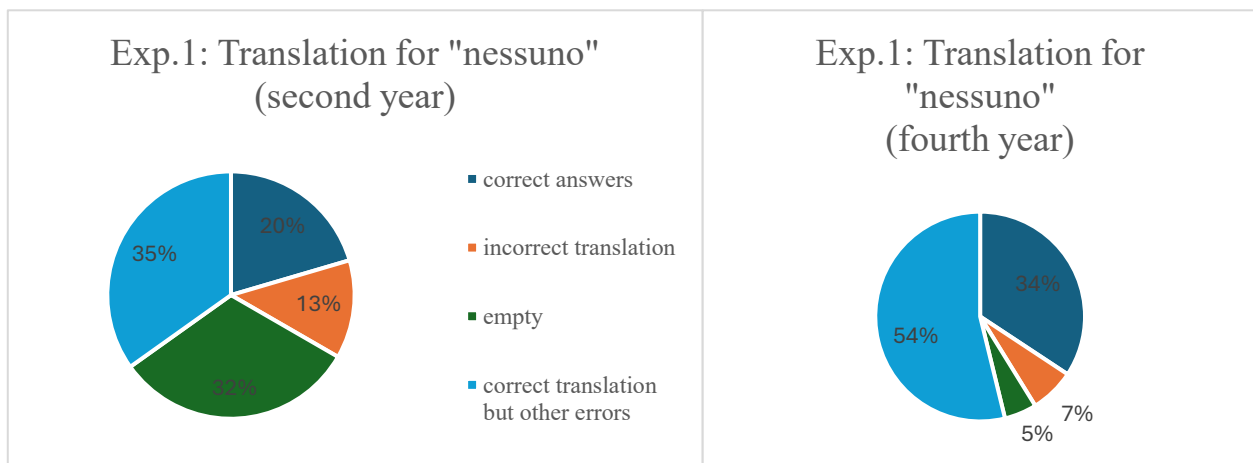 Exp.1: Translation for "nessuno"
(second year)
20%
13%
32%
35%
correct answers
incorrect translation
empty
correct translation
but other errors
Exp.1: Translation for
"nessuno"
(fourth year)
34%
7%
5%
54%